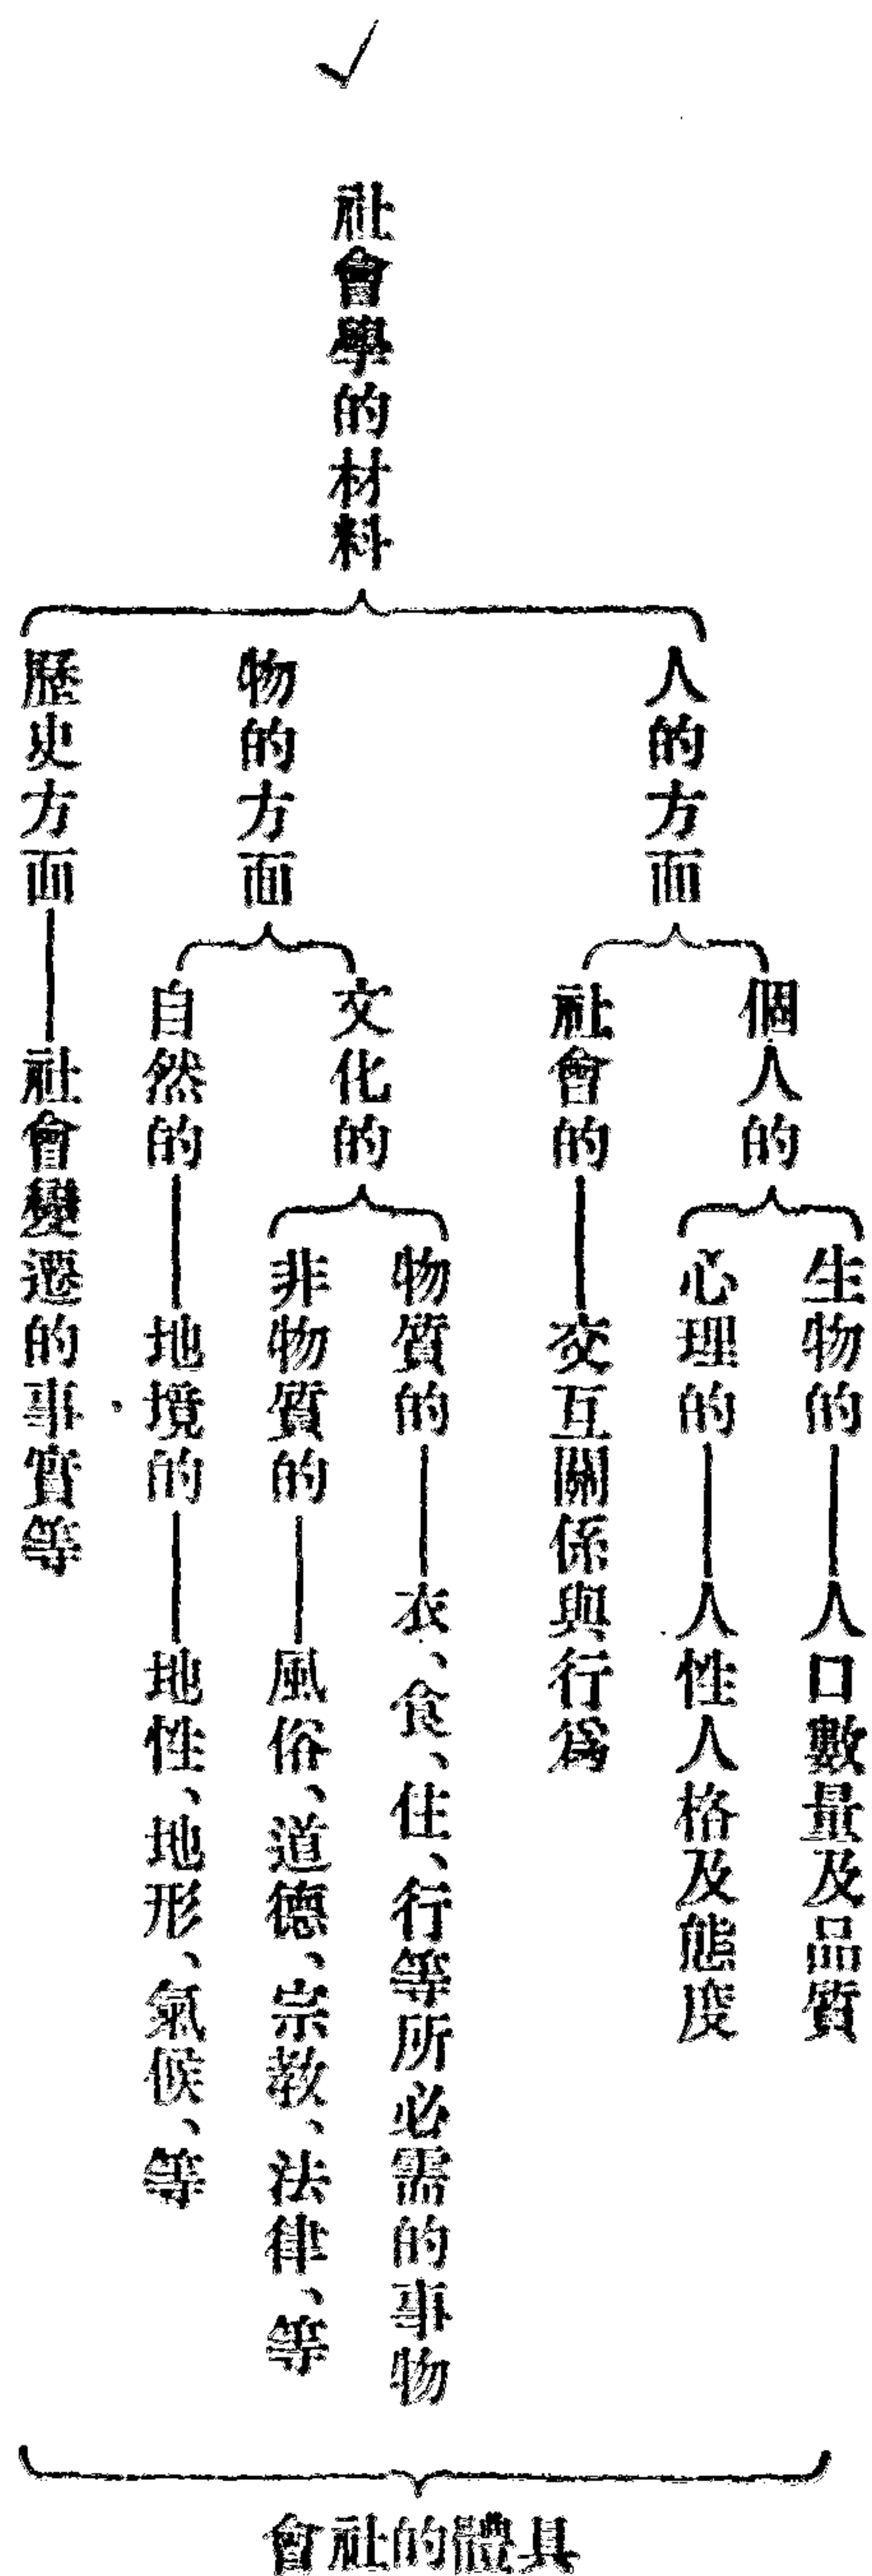 社會學的材料
人的方面
個人的
生物的——人口數量及品質
心理的——人性人格及態度
社會的——交互關係與行爲
物的方面
文化的
物質的——衣、食、住、行等所必需的事物
非物質的——風俗、道德、宗教、法律、等
自然的——地境的——地性、地形、氣候、等
歷史方面——社會變遷的事實等
具體的社會